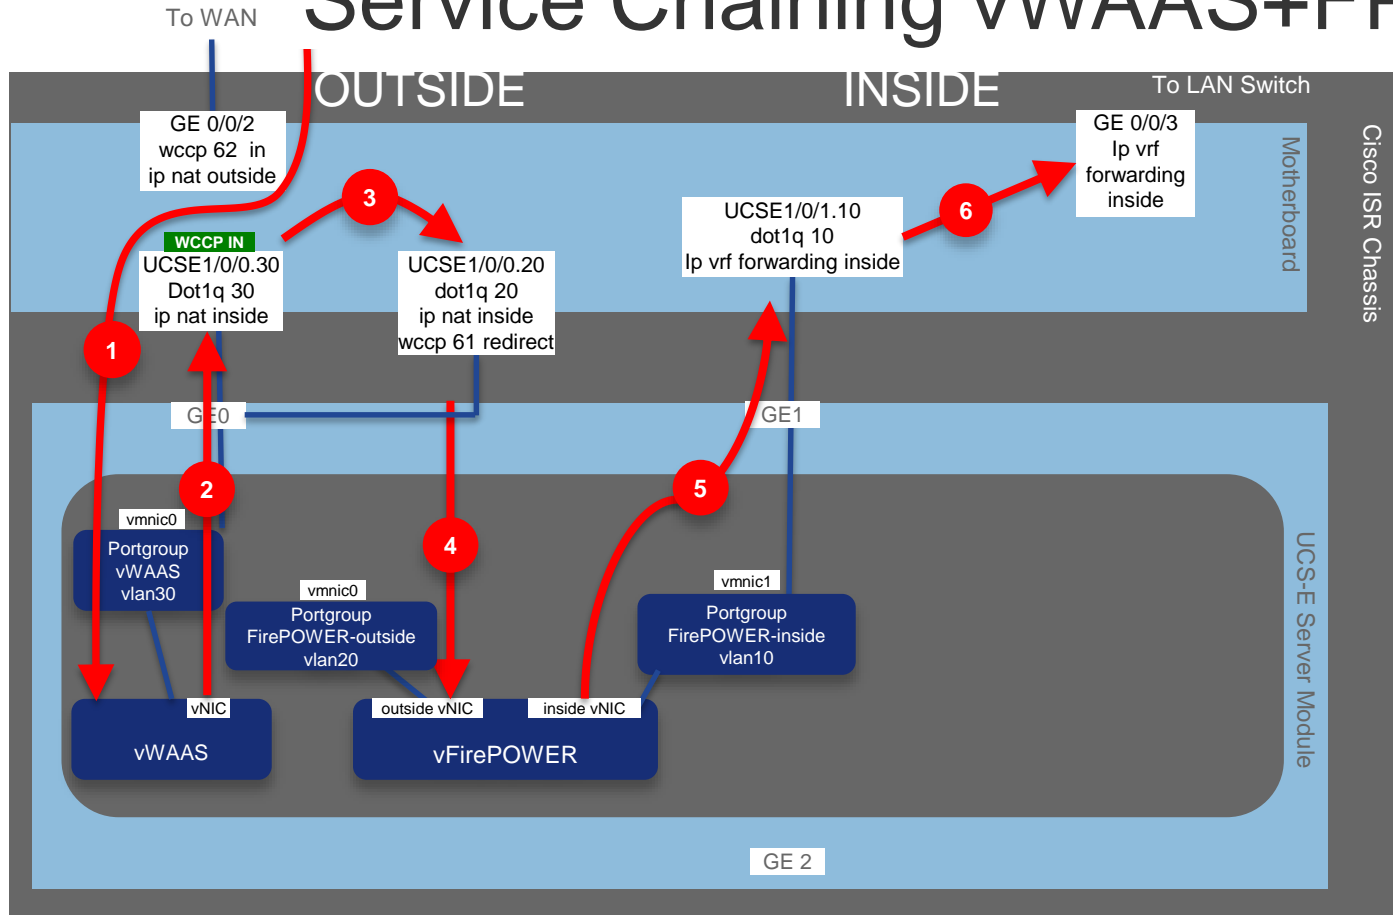 Service Chaining vWAAS+
To WAN
OUTSIDE
INSIDE
To LAN Switch
GE 0/0/2
wccp 62 in
ip nat outside
GE 0/0/3
Ip vrf
forwarding
inside
Motherboard
Cisco ISR Chassis
3
6
WCCP IN
UCSE1/0/0.30
Dot1q 30
ip nat inside
UCSE1/0/0.20
dot1q 20
ip nat inside
wccp 61 redirect
UCSE1/0/1.10
dot1q 10
Ip vrf forwarding inside
1
GE0
GE1
2
5
4
vmnic0
Portgroup
vWAAS
vlan30
vmnic0
Portgroup
FirePOWER-outside
vlan20
vmnic1
Portgroup
FirePOWER-inside
vlan10
UCS-E Server Module
vNIC
vWAAS
outside vNIC
inside vNIC
vFirePOWER
GE 2